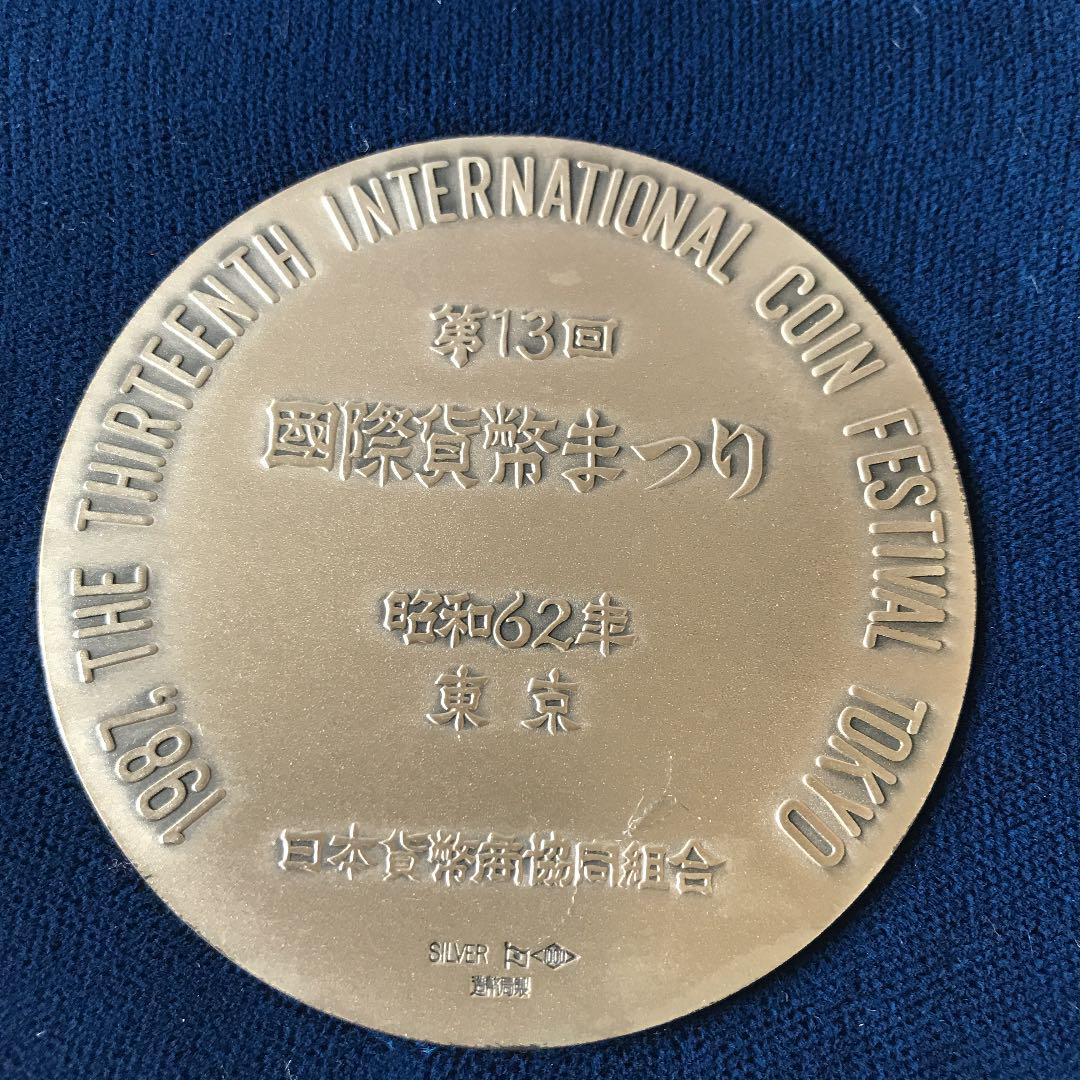 1987, THE THIRTEENTH INTERNATIONAL COIN FESTIVAL TOKYO
第13回
國際貨幣まつり
昭和62年
東京
日本貨幣商協同組合
SILVER 1000
造幣局製